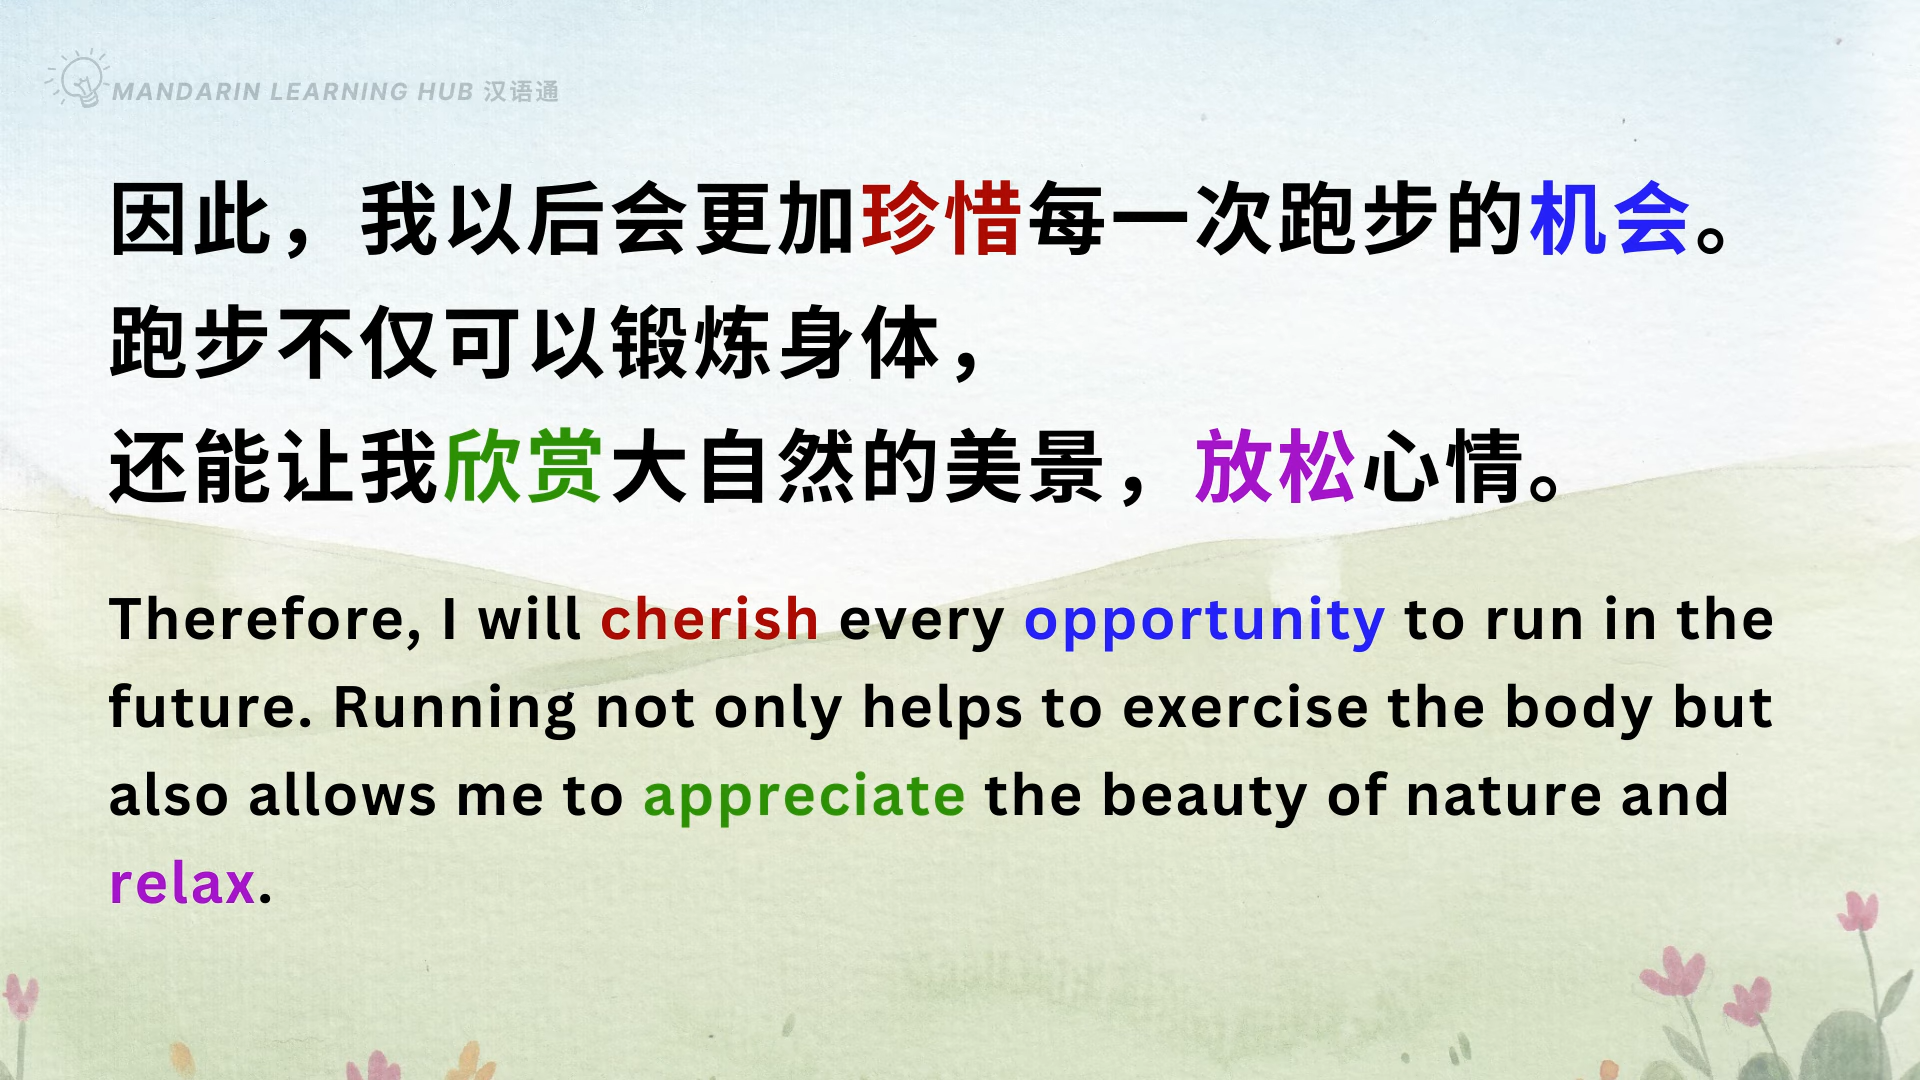 MANDARIN LEARNING HUB 汉语通
因此，我以后会更加珍惜每一次跑步的机会。
跑步不仅可以锻炼身体，
还能让我欣赏大自然的美景，放松心情。
Therefore, I will cherish every opportunity to run in the
future. Running not only helps to exercise the body but
also allows me to appreciate the beauty of nature and
relax.